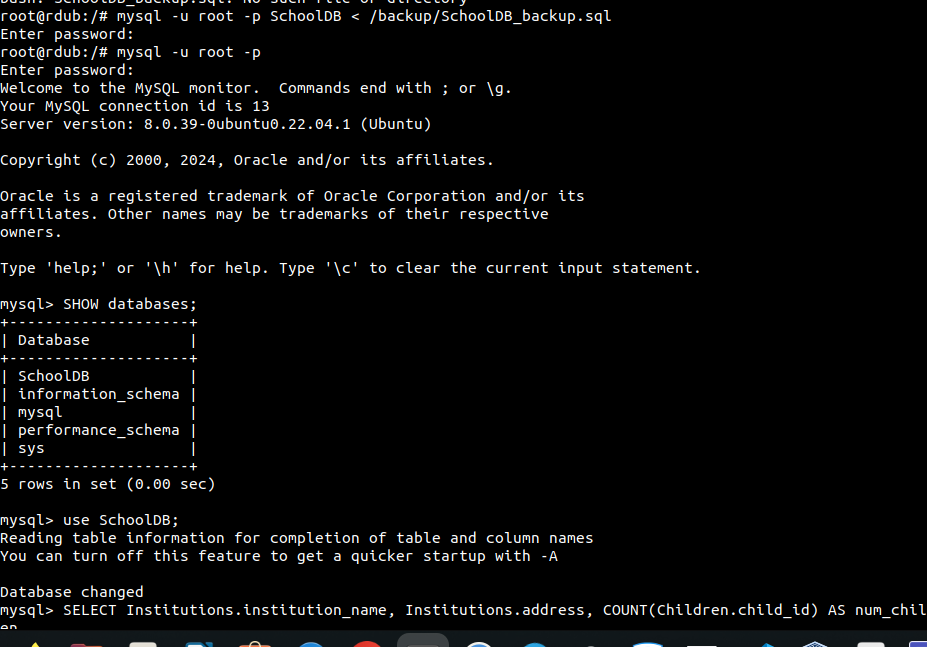 bash: SchoolDB_backup.sql: No such file or directory
root@rdub:/# mysql -u root -p SchoolDB < /backup/SchoolDB_backup.sql
Enter password:
root@rdub:/# mysql -u root -p
Enter password:
Welcome to the MySQL monitor.  Commands end with ; or \g.
Your MySQL connection id is 13
Server version: 8.0.39-0ubuntu0.22.04.1 (Ubuntu)
Copyright (c) 2000, 2024, Oracle and/or its affiliates.
Oracle is a registered trademark of Oracle Corporation and/or its
affiliates. Other names may be trademarks of their respective
owners.
Type 'help;' or '\h' for help. Type '\c' to clear the current input statement.
mysql> SHOW databases;
+--------------------+
| Database           |
+--------------------+
| SchoolDB           |
| information_schema |
| mysql              |
| performance_schema |
| sys                |
+--------------------+
5 rows in set (0.00 sec)
mysql> use SchoolDB;
Reading table information for completion of table and column names
You can turn off this feature to get a quicker startup with -A
Database changed
mysql> SELECT Institutions.institution_name, Institutions.address, COUNT(Children.child_id) AS num_chil
en